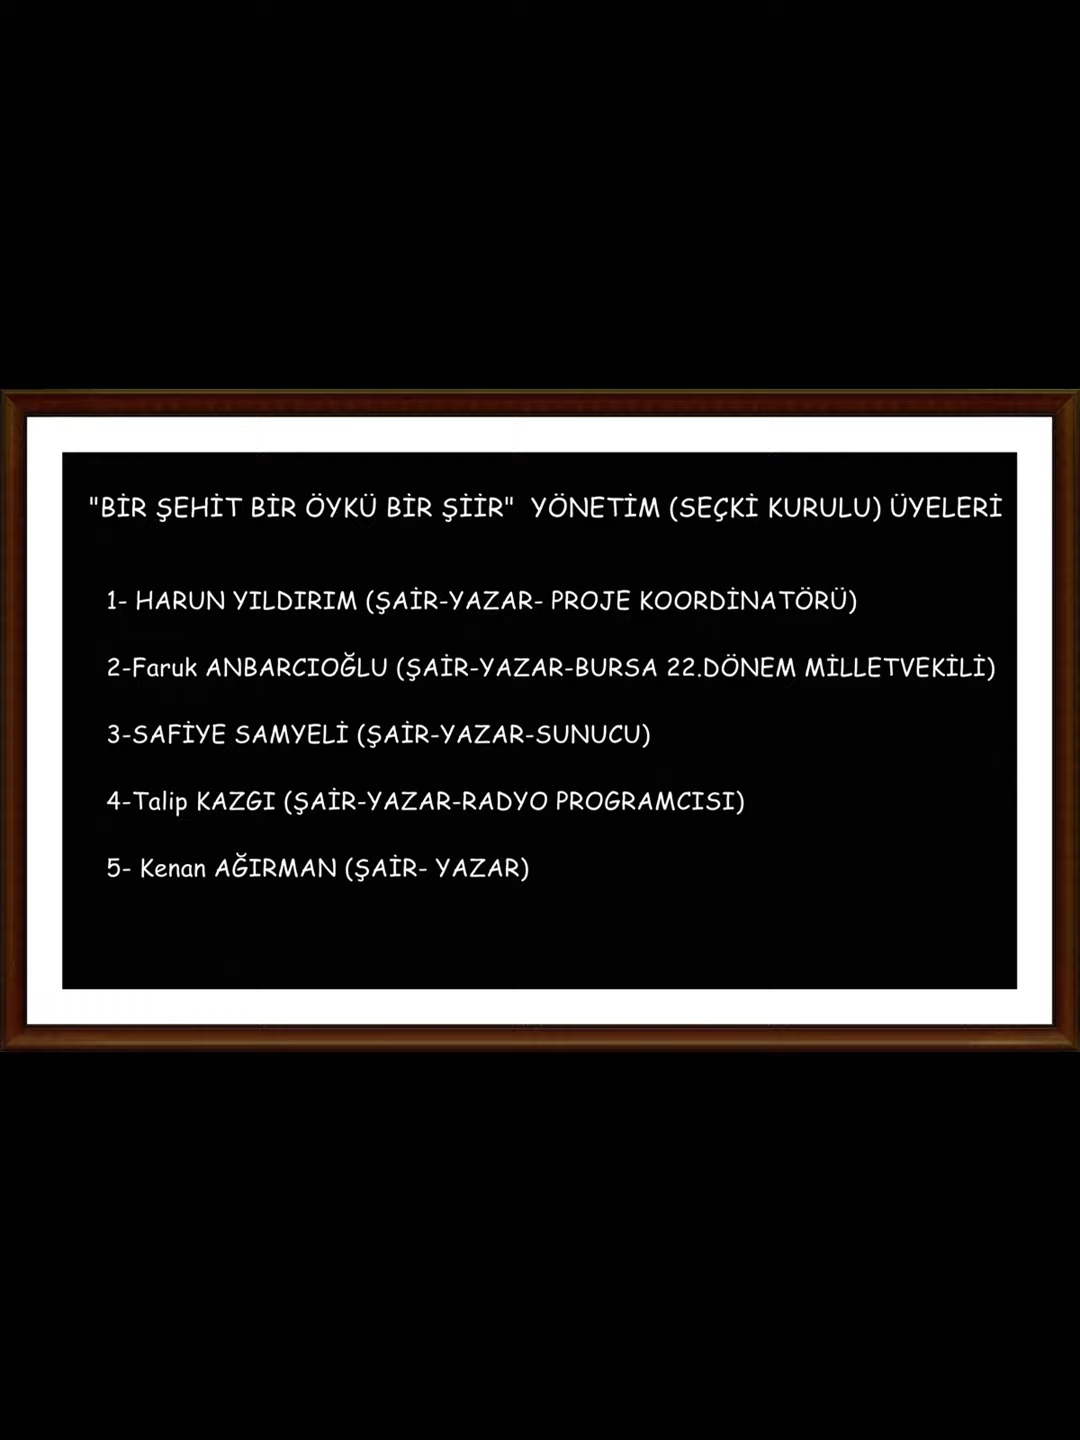 "BİR ŞEHİT BİR ÖYKÜ BİR ŞİİR" YÖNETİM (SEÇKİ KURULU) ÜYELERİ
1- HARUN YILDIRIM (ŞAİR-YAZAR- PROJE KOORDİNATÖRÜ)
2-Faruk ANBARCIOĞLU (ŞAİR-YAZAR-BURSA 22.DÖNEM MİLLETVEKİLİ)
3-SAFİYE SAMYELİ (ŞAİR-YAZAR-SUNUCU)
4-Talip KAZGI (ŞAİR-YAZAR-RADYO PROGRAMCISI)
5- Kenan AĞIRMAN (ŞAİR- YAZAR)